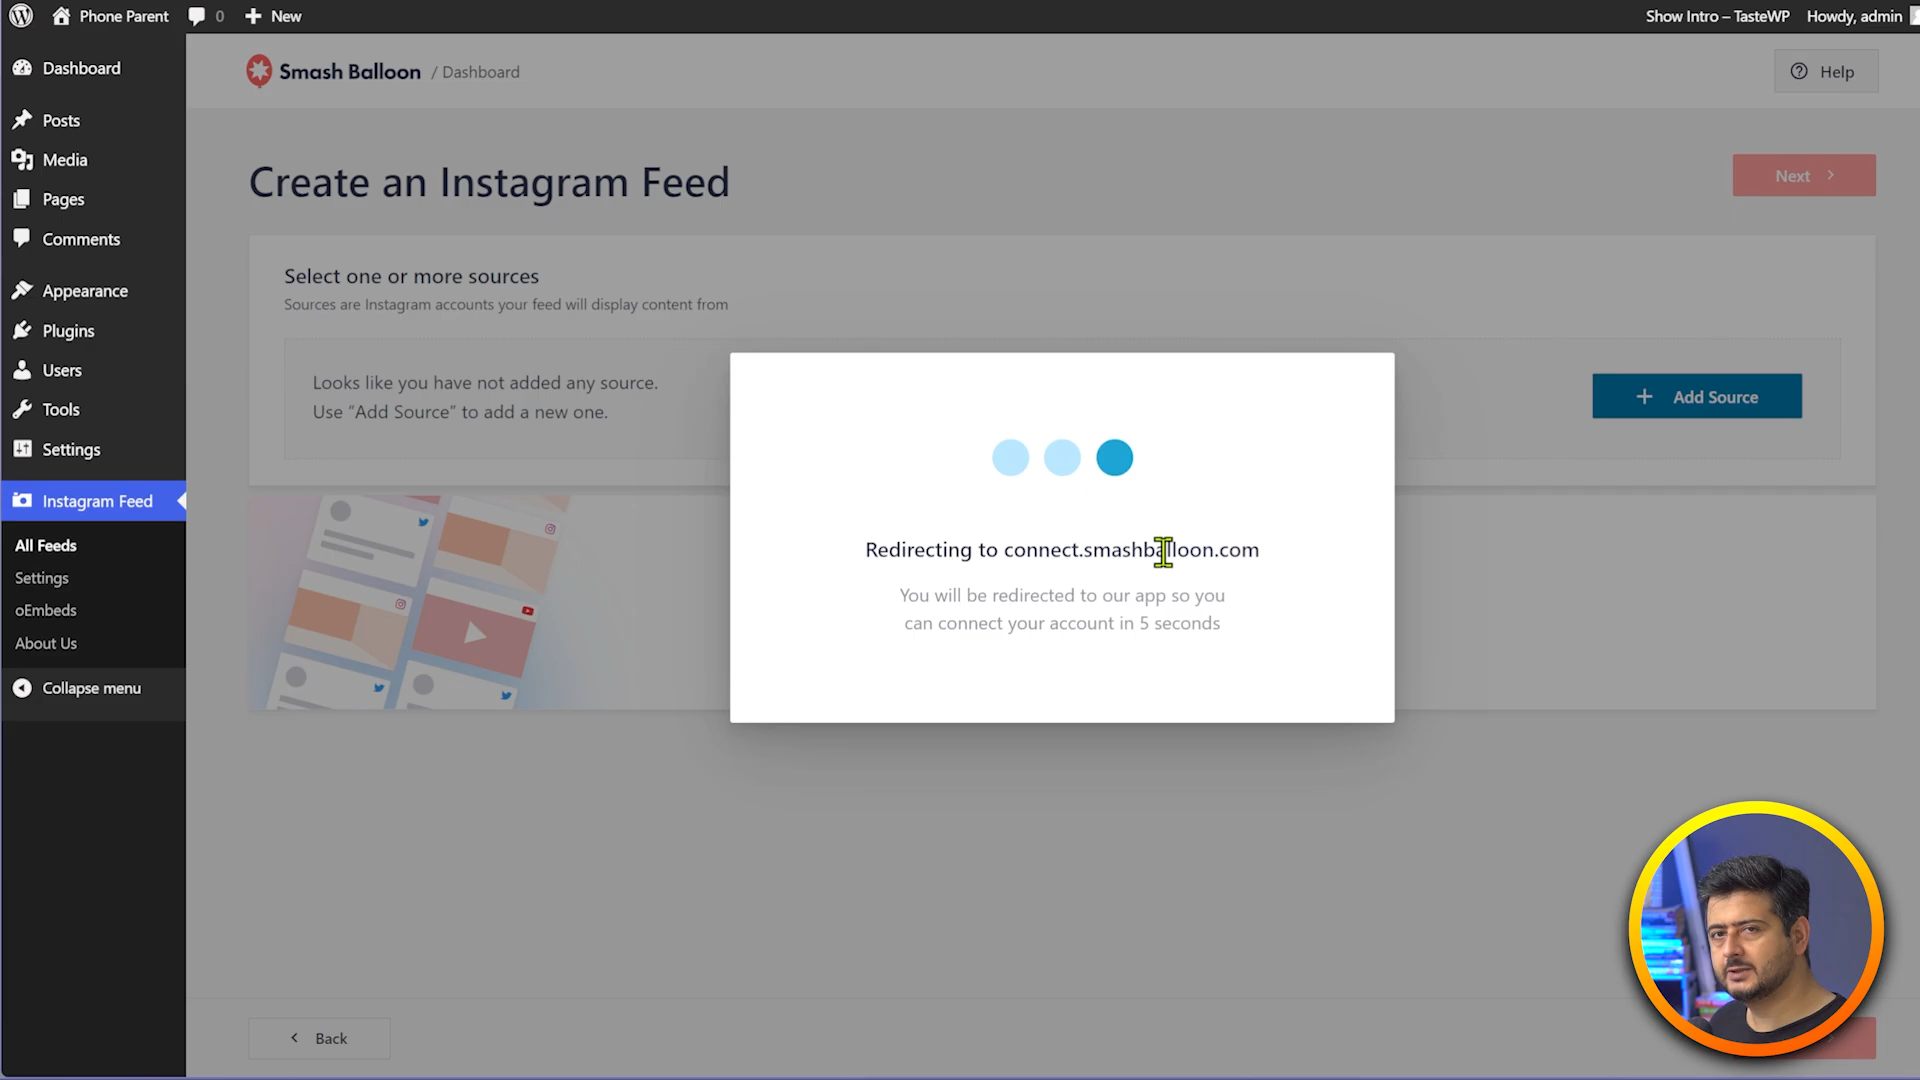 Phone Parent
0
New
Show Intro – TasteWP
Howdy, admin
Dashboard
Posts
Media
Pages
Comments
Appearance
Plugins
Users
Tools
Settings
Instagram Feed
All Feeds
Settings
oEmbeds
About Us
Collapse menu
Smash Balloon / Dashboard
Help
Create an Instagram Feed
Next
Select one or more sources
Sources are Instagram accounts your feed will display content from
Looks like you have not added any source.
Use “Add Source” to add a new one.
Add Source
Redirecting to connect.smashballoon.com
You will be redirected to our app so you
can connect your account in 5 seconds
Back